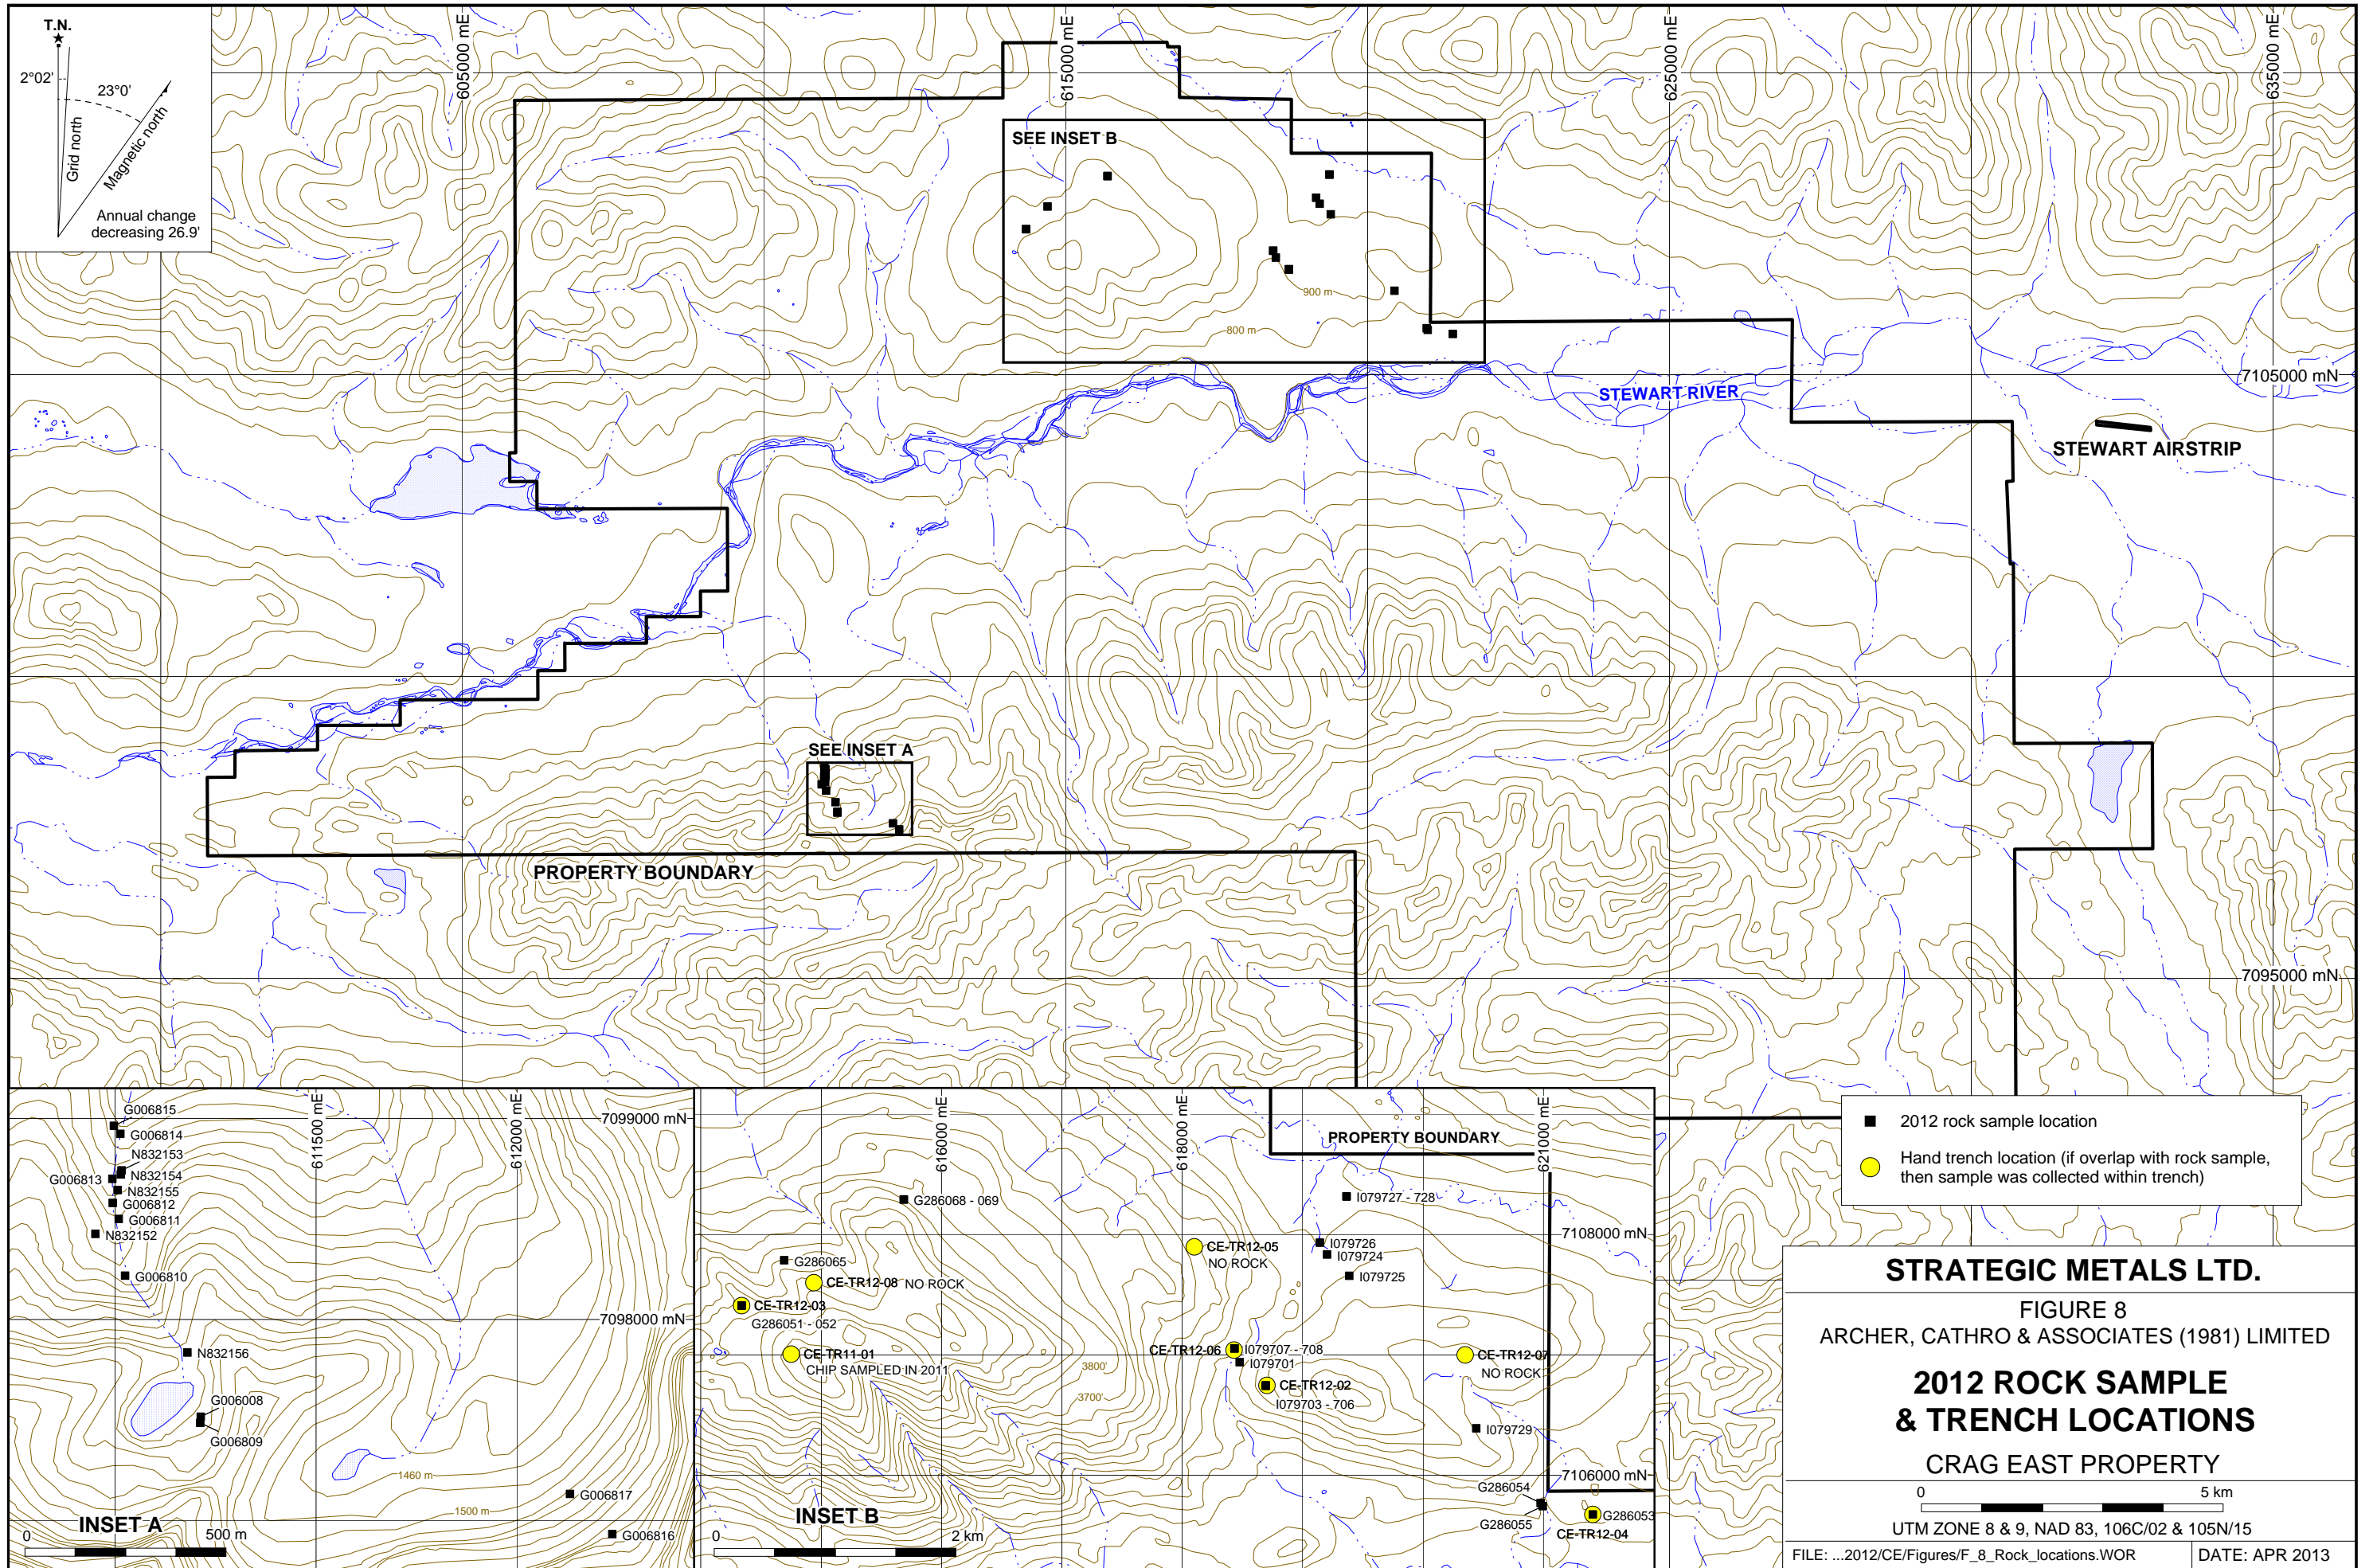 T.N.
2°02'
23°0'
Grid north
Magnetic north
Annual change
decreasing 26.9'
605000 mE
615000 mE
625000 mE
635000 mE
SEE INSET B
900 m
800 m
7105000 mN
STEWART RIVER
STEWART AIRSTRIP
SEE INSET A
PROPERTY BOUNDARY
7095000 mN
G006815
G006814
N832153
N832154
G006813
N832155
G006812
G006811
N832152
G006810
N832156
G006008
G006809
G006817
G006816
611500 mE
612000 mE
7099000 mN
7098000 mN
1460 m
1500 m
INSET A
0 500 m
616000 mE
618000 mE
621000 mE
PROPERTY BOUNDARY
G286068 - 069
I079727 - 728
7108000 mN
CE-TR12-05
NO ROCK
I079726
I079724
I079725
G286065
CE-TR12-08 NO ROCK
CE-TR12-03
G286051 - 052
CE-TR11-01
CHIP SAMPLED IN 2011
CE-TR12-06
I079707 - 708
I079701
CE-TR12-02
I079703 - 706
CE-TR12-07
NO ROCK
3800'
3700'
I079729
7106000 mN
G286054
G286055
G286053
CE-TR12-04
INSET B
0 2 km
2012 rock sample location
Hand trench location (if overlap with rock sample,
then sample was collected within trench)
STRATEGIC METALS LTD.
FIGURE 8
ARCHER, CATHRO & ASSOCIATES (1981) LIMITED
2012 ROCK SAMPLE
& TRENCH LOCATIONS
CRAG EAST PROPERTY
0 5 km
UTM ZONE 8 & 9, NAD 83, 106C/02 & 105N/15
FILE: ...2012/CE/Figures/F_8_Rock_locations.WOR
DATE: APR 2013